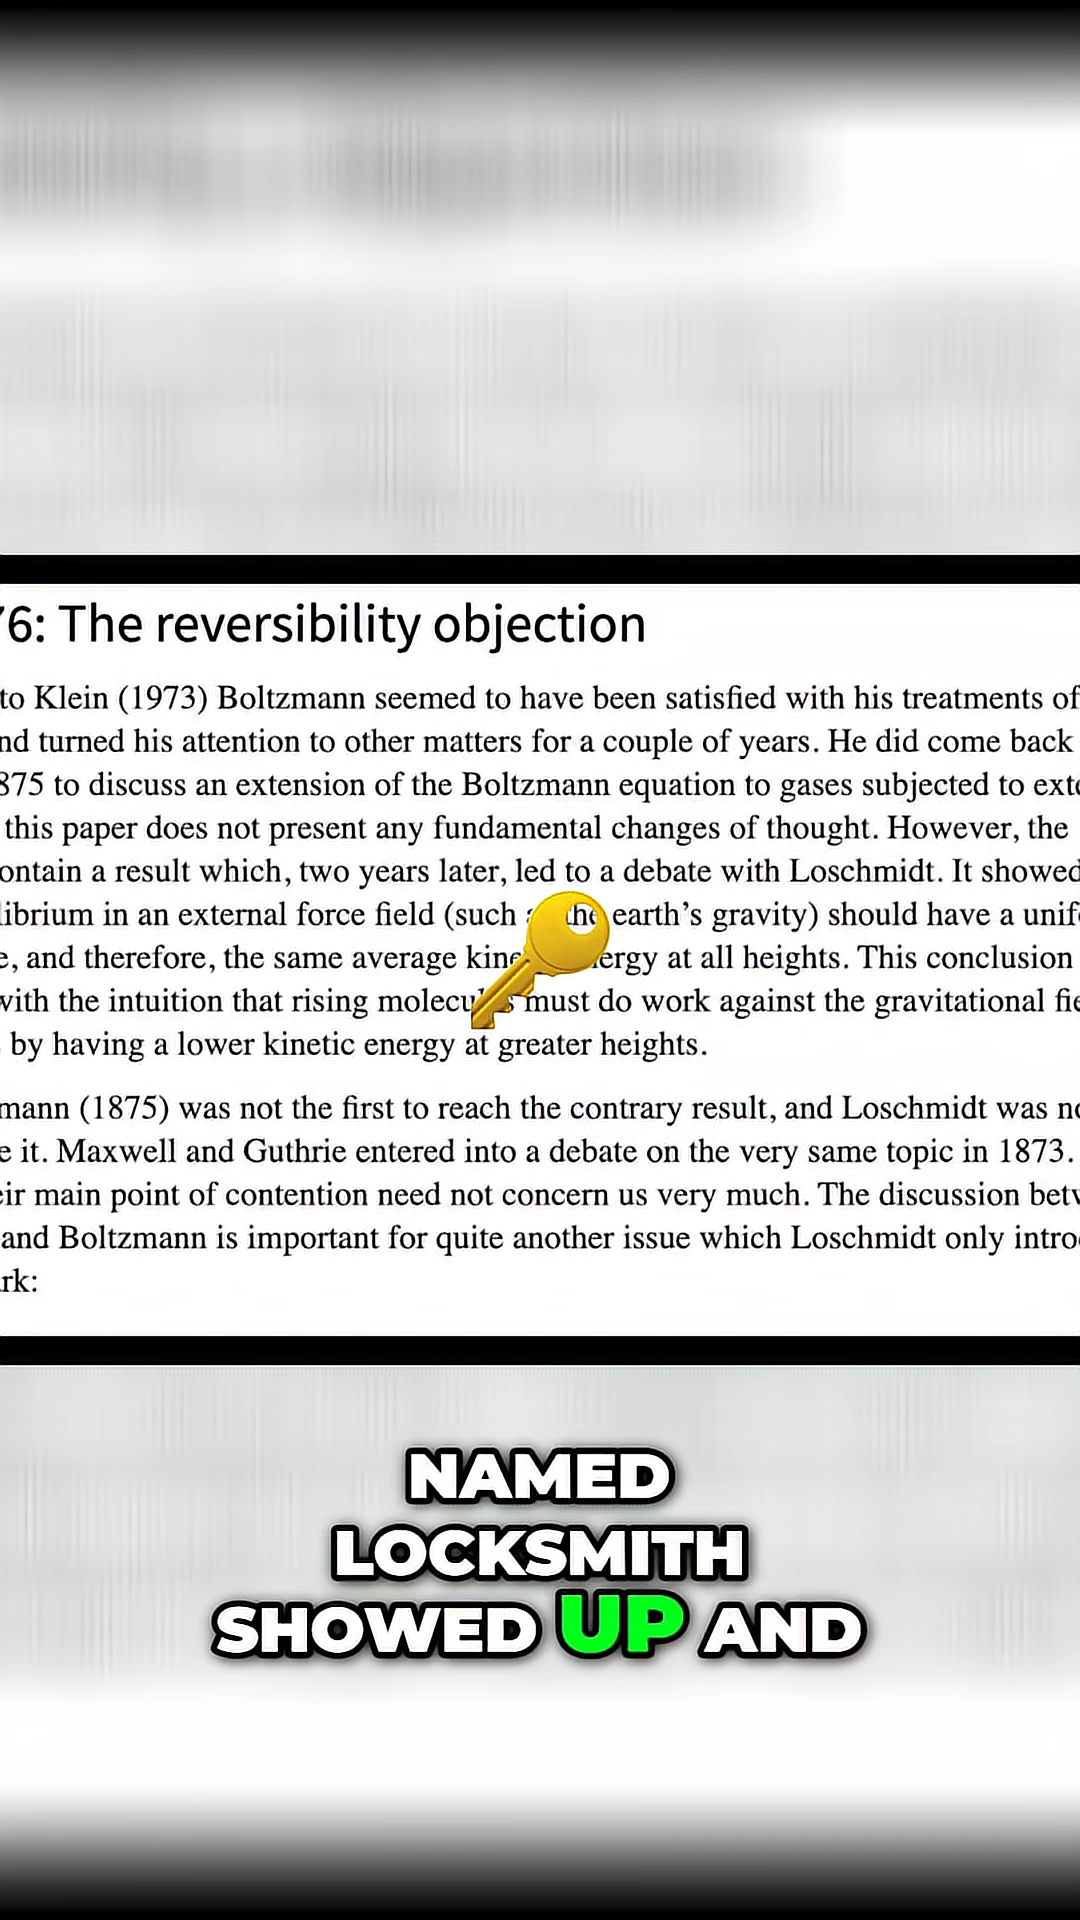 6: The reversibility objection
to Klein (1973) Boltzmann seemed to have been satisfied with his treatments of
nd turned his attention to other matters for a couple of years. He did come back
875 to discuss an extension of the Boltzmann equation to gases subjected to ext
this paper does not present any fundamental changes of thought. However, the
ontain a result which, two years later, led to a debate with Loschmidt. It showed
librium in an external force field (such the earth’s gravity) should have a unif
e, and therefore, the same average kine ergy at all heights. This conclusion
with the intuition that rising molecu s must do work against the gravitational fie
by having a lower kinetic energy at greater heights.
mann (1875) was not the first to reach the contrary result, and Loschmidt was no
e it. Maxwell and Guthrie entered into a debate on the very same topic in 1873.
eir main point of contention need not concern us very much. The discussion betw
and Boltzmann is important for quite another issue which Loschmidt only intro
rk:
NAMED
LOCKSMITH
SHOWED UP AND